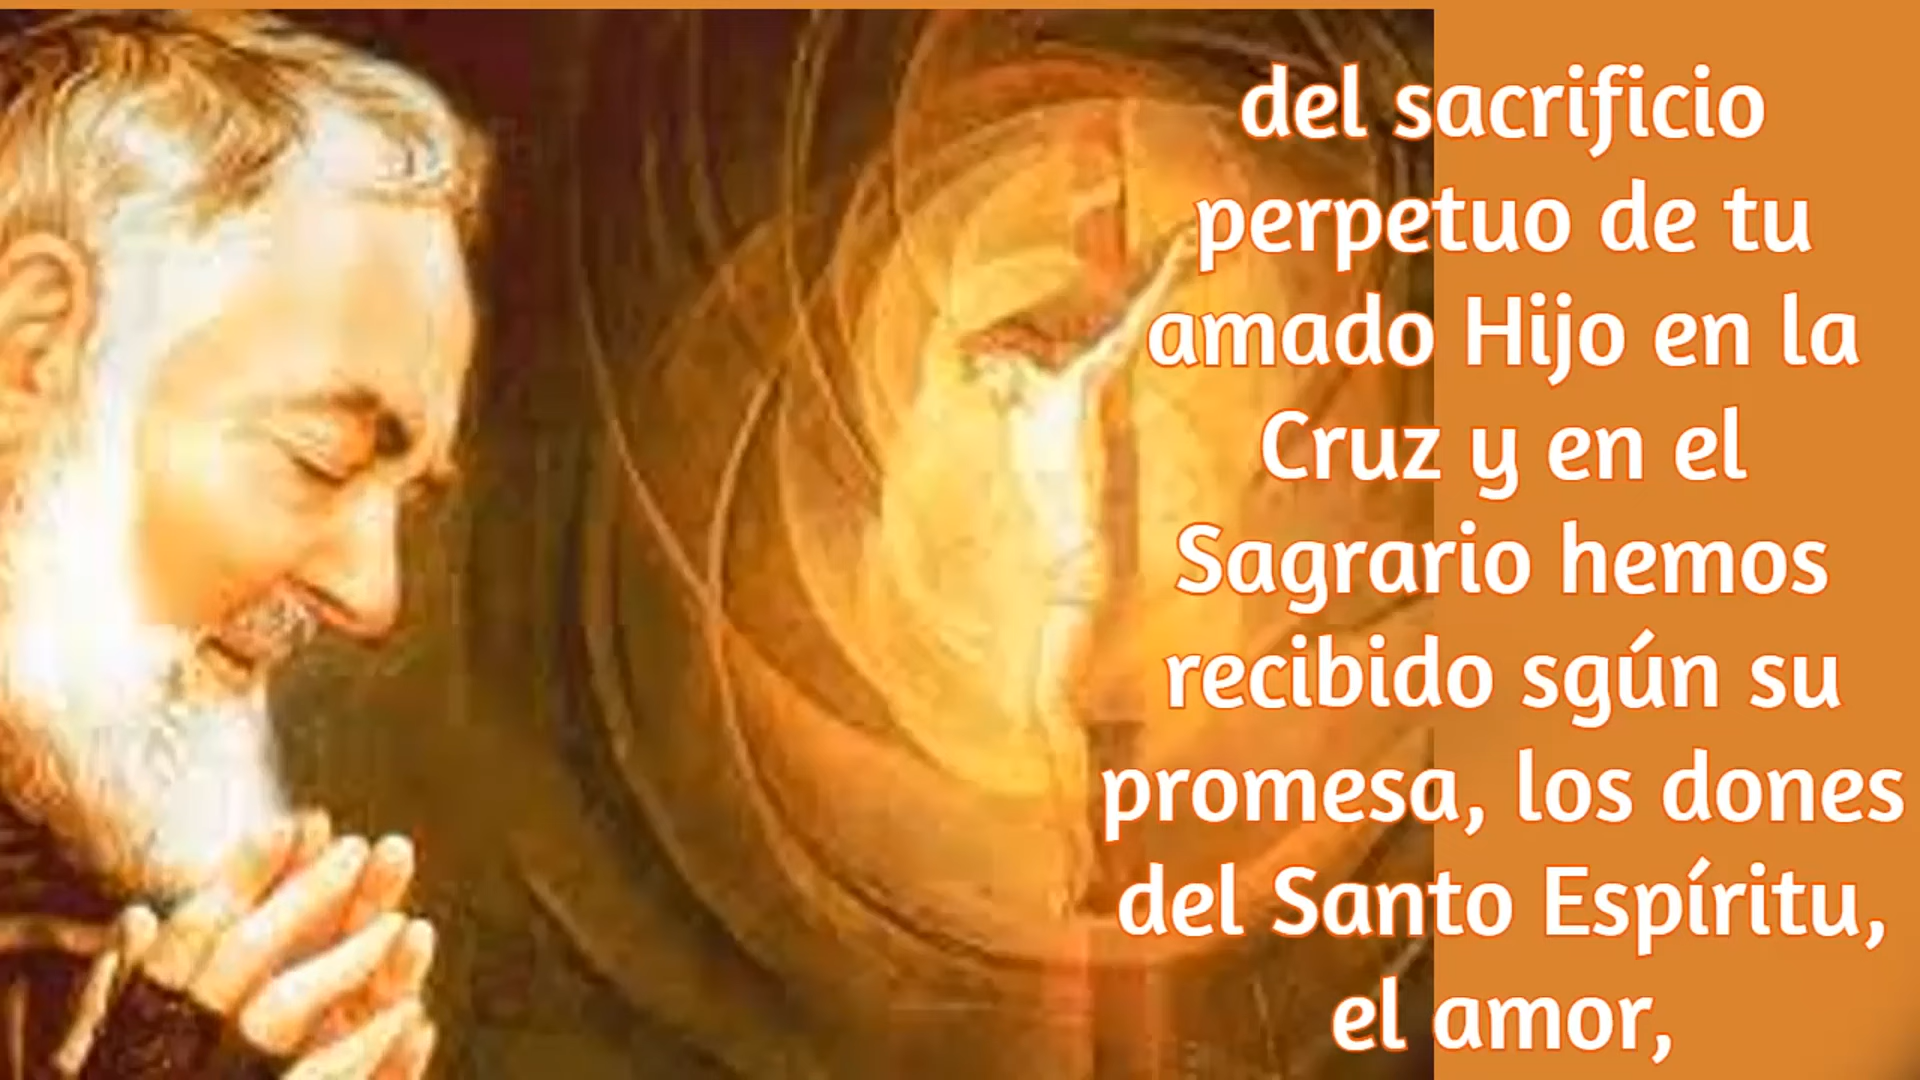 del sacrificio
perpetuo de tu
amado Hijo en la
Cruz y en el
Sagrario hemos
recibido sgún su
promesa, los dones
del Santo Espíritu,
el amor,